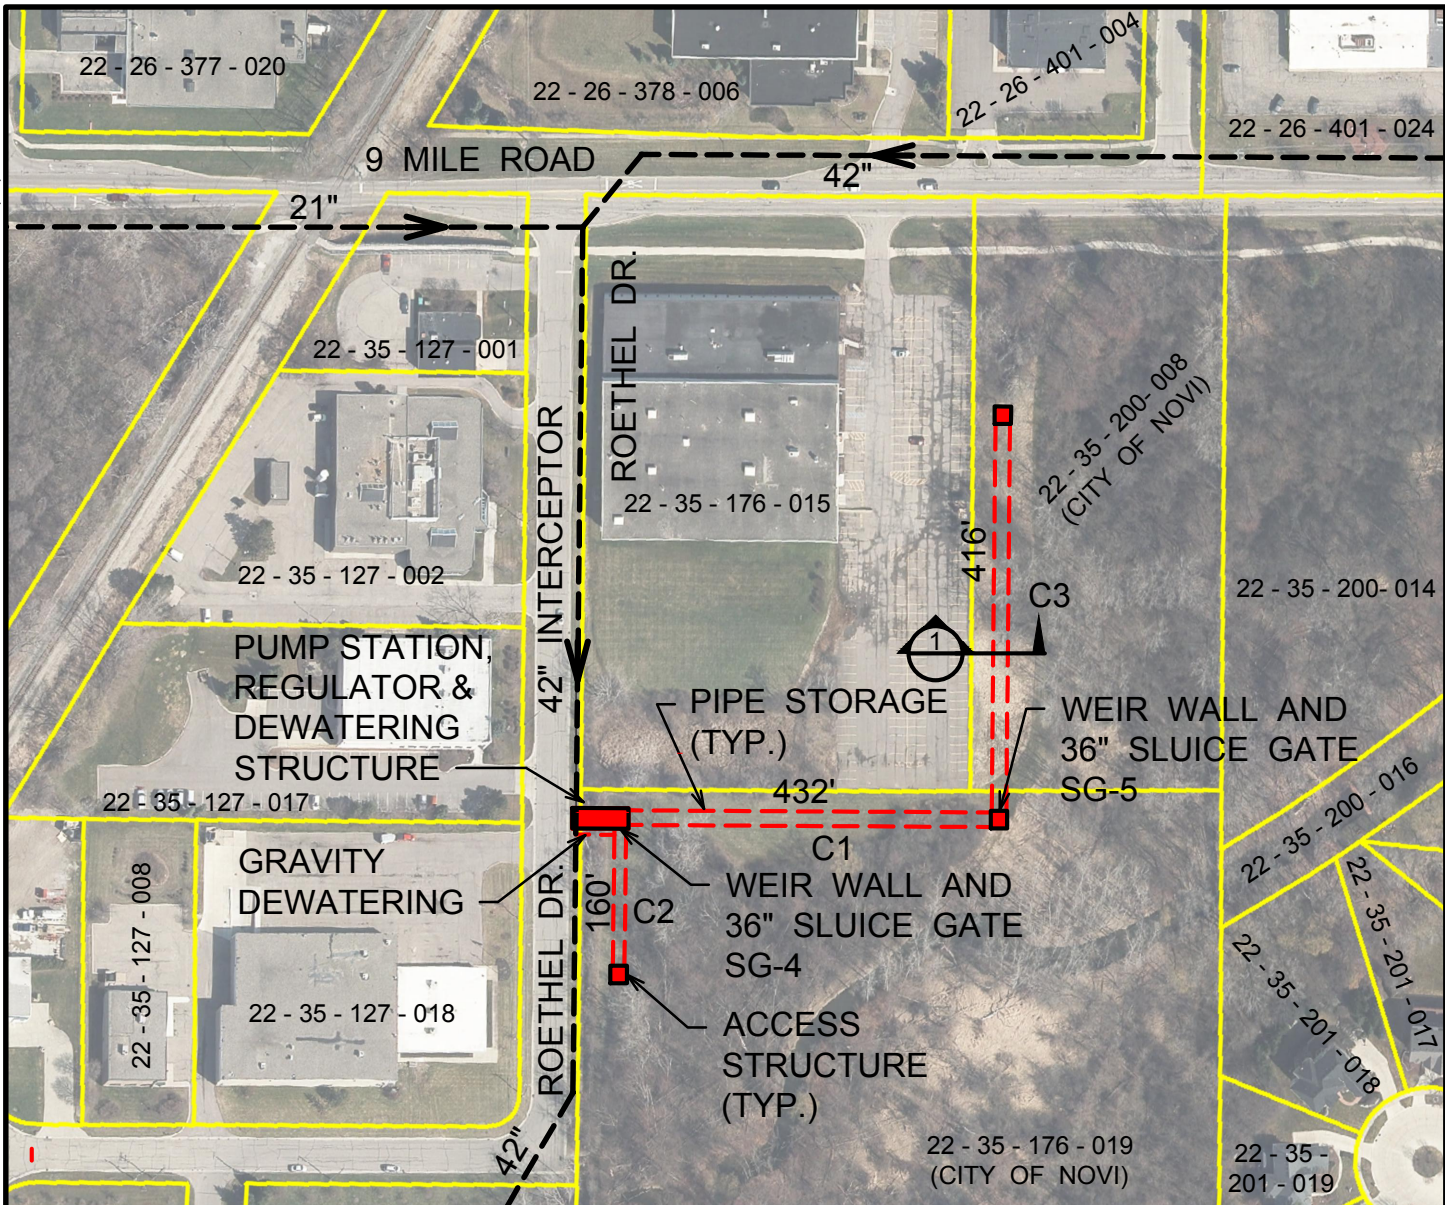 22 - 26 - 377 - 020
22 - 26 - 378 - 006
22 - 26 - 401 - 004
22 - 26 - 401 - 024
9 MILE ROAD
42"
21"
ROETHEL DR.
22 - 35 - 127 - 001
22 - 35 - 200- 008
(CITY OF NOVI)
42" INTERCEPTOR
22 - 35 - 176 - 015
416'
22 - 35 - 127 - 002
C3
22 - 35 - 200- 014
1
PUMP STATION,
REGULATOR &
DEWATERING
STRUCTURE
PIPE STORAGE
(TYP.)
WEIR WALL AND
36" SLUICE GATE
SG-5
432'
22 - 35 - 127 - 017
22 - 35 - 200 - 016
C1
GRAVITY
DEWATERING
160'
C2
WEIR WALL AND
36" SLUICE GATE
SG-4
22 - 35 - 127 - 008
22 - 35 - 201 - 017
22 - 35 - 201 - 018
22 - 35 - 127 - 018
ROETHEL DR.
ACCESS
STRUCTURE
(TYP.)
42"
22 - 35 - 176 - 019
(CITY OF NOVI)
22 - 35 -
201 - 019